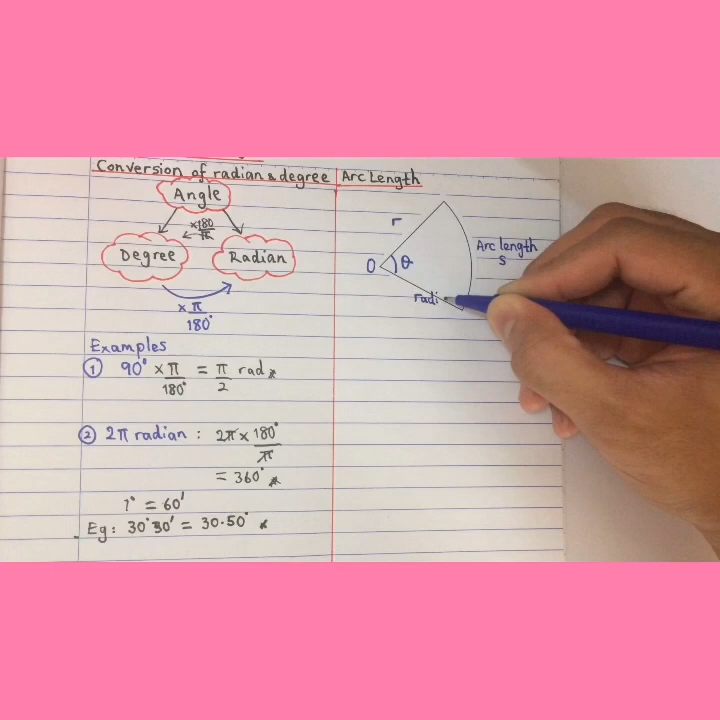 Conversion of radian & degree
Angle
×180/π
Degree
Radian
×π/180°
Examples
① 90° × π/180° = π/2 rad *
② 2π radian : 2π × 180°/π
= 360° *
1° = 60'
Eg: 30°30' = 30.50° *
Arc Length
r
O θ
Arc length
s
radi